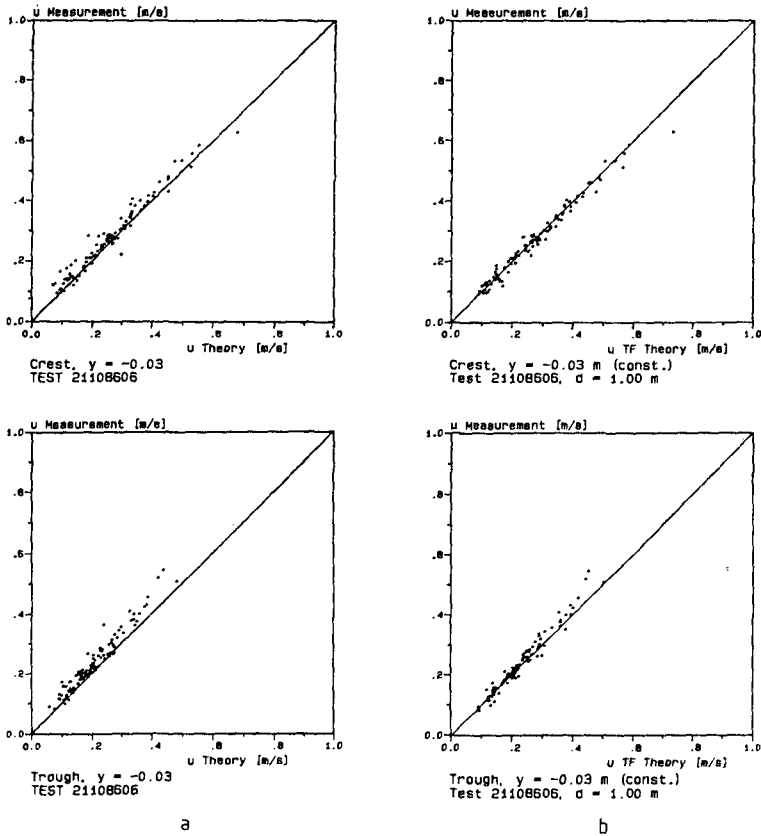 u Measurement [m/s]
1.0
.8
.6
.4
.2
0.0
0.0 .2 .4 .6 .8 1.0
u Theory [m/s]
Crest, y = -0.03
TEST 21108606
u Measurement [m/s]
1.0
.8
.6
.4
.2
0.0
0.0 .2 .4 .6 .8 1.0
u TF Theory [m/s]
Crest, y = -0.03 m (const.)
Test 21108606, d = 1.00 m
u Measurement [m/s]
1.0
.8
.6
.4
.2
0.0
0.0 .2 .4 .6 .8 1.0
u Theory [m/s]
Trough, y = -0.03
TEST 21108606
a
u Measurement [m/s]
1.0
.8
.6
.4
.2
0.0
0.0 .2 .4 .6 .8 1.0
u TF Theory [m/s]
Trough, y = -0.03 m (const.)
Test 21108606, d = 1.00 m
b